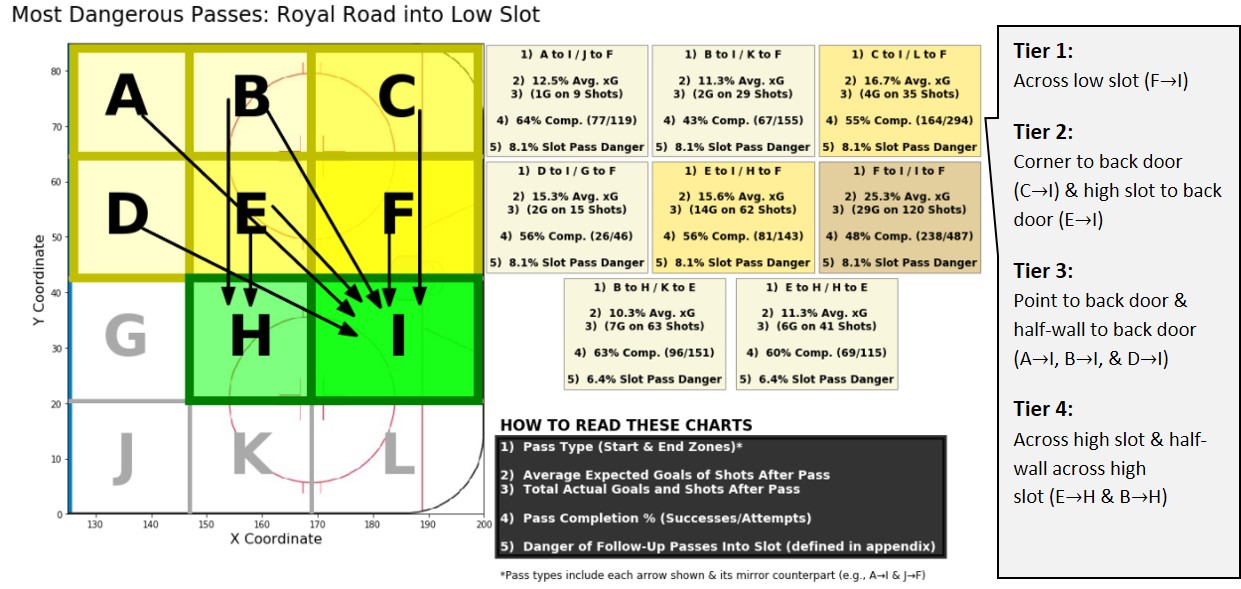 Most Dangerous Passes: Royal Road into Low Slot
Y Coordinate
80
70
60
50
40
30
20
10
0
A
B
C
D
E
F
G
H
I
J
K
L
130
140
150
160
170
180
190
200
X Coordinate
1) A to I / J to F
2) 12.5% Avg. xG
3) (1G on 9 Shots)
4) 64% Comp. (77/119)
5) 8.1% Slot Pass Danger
1) B to I / K to F
2) 11.3% Avg. xG
3) (2G on 29 Shots)
4) 43% Comp. (67/155)
5) 8.1% Slot Pass Danger
1) C to I / L to F
2) 16.7% Avg. xG
3) (4G on 35 Shots)
4) 55% Comp. (164/294)
5) 8.1% Slot Pass Danger
1) D to I / G to F
2) 15.3% Avg. xG
3) (2G on 15 Shots)
4) 56% Comp. (26/46)
5) 8.1% Slot Pass Danger
1) E to I / H to F
2) 15.6% Avg. xG
3) (14G on 62 Shots)
4) 56% Comp. (81/143)
5) 8.1% Slot Pass Danger
1) F to I / I to F
2) 25.3% Avg. xG
3) (29G on 120 Shots)
4) 48% Comp. (238/487)
5) 8.1% Slot Pass Danger
1) B to H / K to E
2) 10.3% Avg. xG
3) (7G on 63 Shots)
4) 63% Comp. (96/151)
5) 6.4% Slot Pass Danger
1) E to H / H to E
2) 11.3% Avg. xG
3) (6G on 41 Shots)
4) 60% Comp. (69/115)
5) 6.4% Slot Pass Danger
HOW TO READ THESE CHARTS
1) Pass Type (Start & End Zones)*
2) Average Expected Goals of Shots After Pass
3) Total Actual Goals and Shots After Pass
4) Pass Completion % (Successes/Attempts)
5) Danger of Follow-Up Passes Into Slot (defined in appendix)
*Pass types include each arrow shown & its mirror counterpart (e.g., A→I & J→F)
Tier 1:
Across low slot (F→I)
Tier 2:
Corner to back door
(C→I) & high slot to back
door (E→I)
Tier 3:
Point to back door &
half-wall to back door
(A→I, B→I, & D→I)
Tier 4:
Across high slot & half-
wall across high
slot (E→H & B→H)